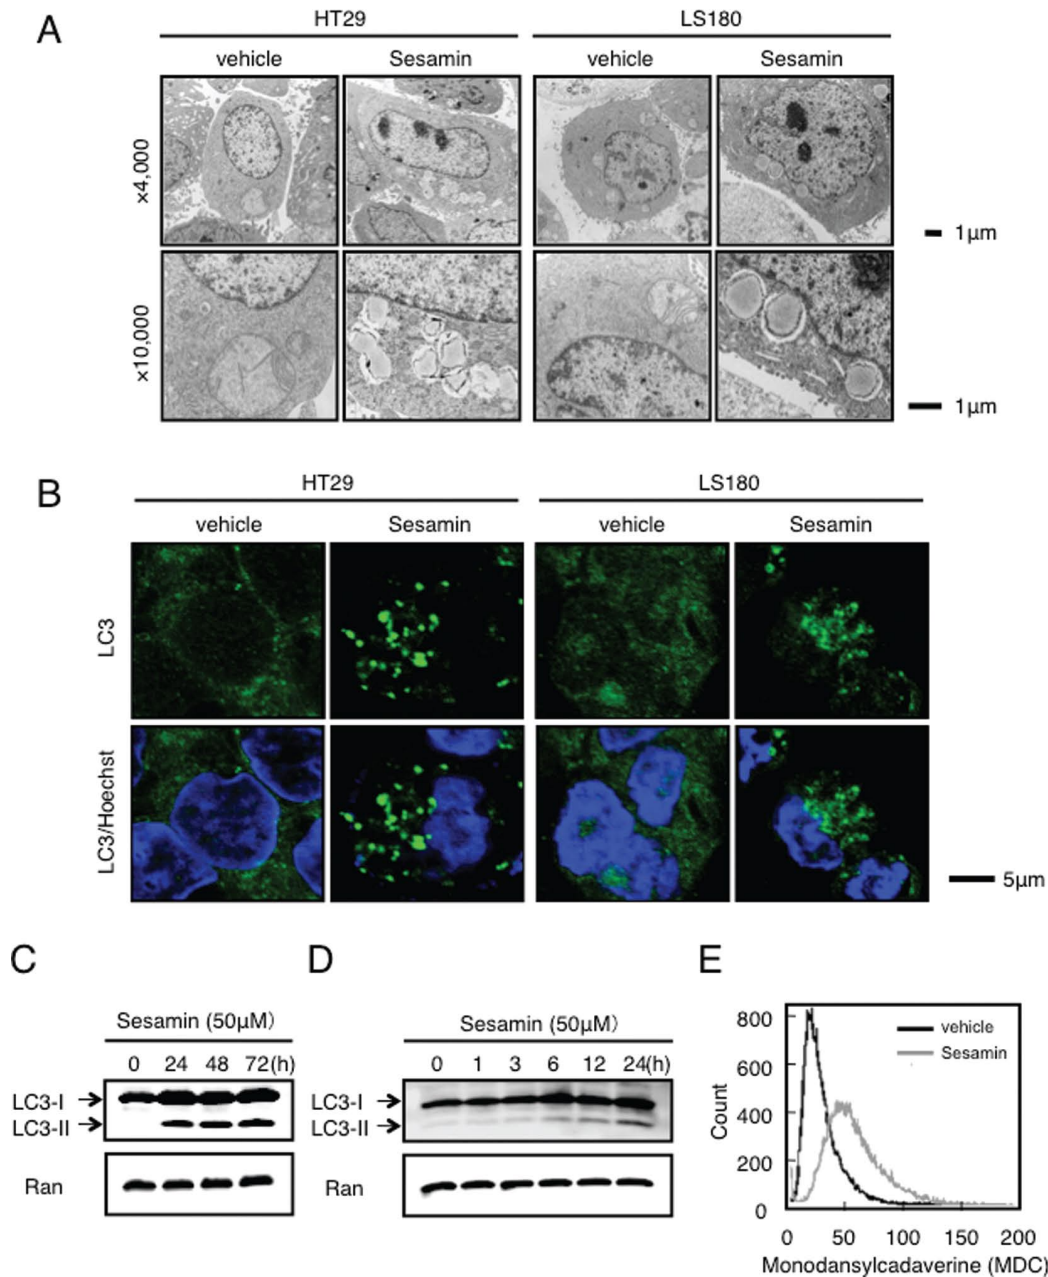 A
HT29 LS180
vehicle Sesamin vehicle Sesamin
×4,000
1μm
×10,000
1μm
B
HT29 LS180
vehicle Sesamin vehicle Sesamin
LC3
LC3/Hoechst
5μm
C D E
Sesamin (50μM)
0 24 48 72(h)
LC3-I
LC3-II
Ran
Sesamin (50μM)
0 1 3 6 12 24(h)
LC3-I
LC3-II
Ran
vehicle
Sesamin
Count
800
600
400
200
0
0 50 100 150 200
Monodansylcadaverine (MDC)